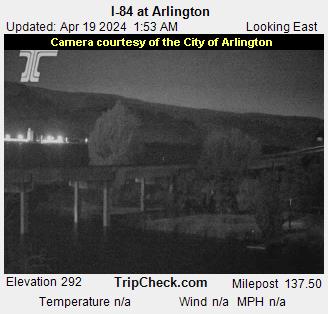 I-84 at Arlington
Updated: Apr 19 2024 1:53 AM Looking East
Camera courtesy of the City of Arlington
Elevation 292 TripCheck.com Milepost 137.50
Temperature n/a Wind n/a MPH n/a